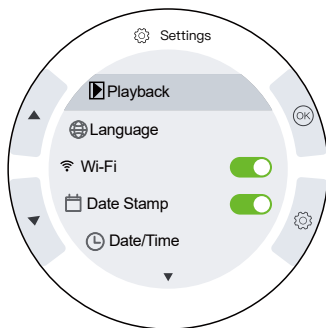 Settings
Playback
Language
OK
Wi-Fi
Date Stamp
Date/Time